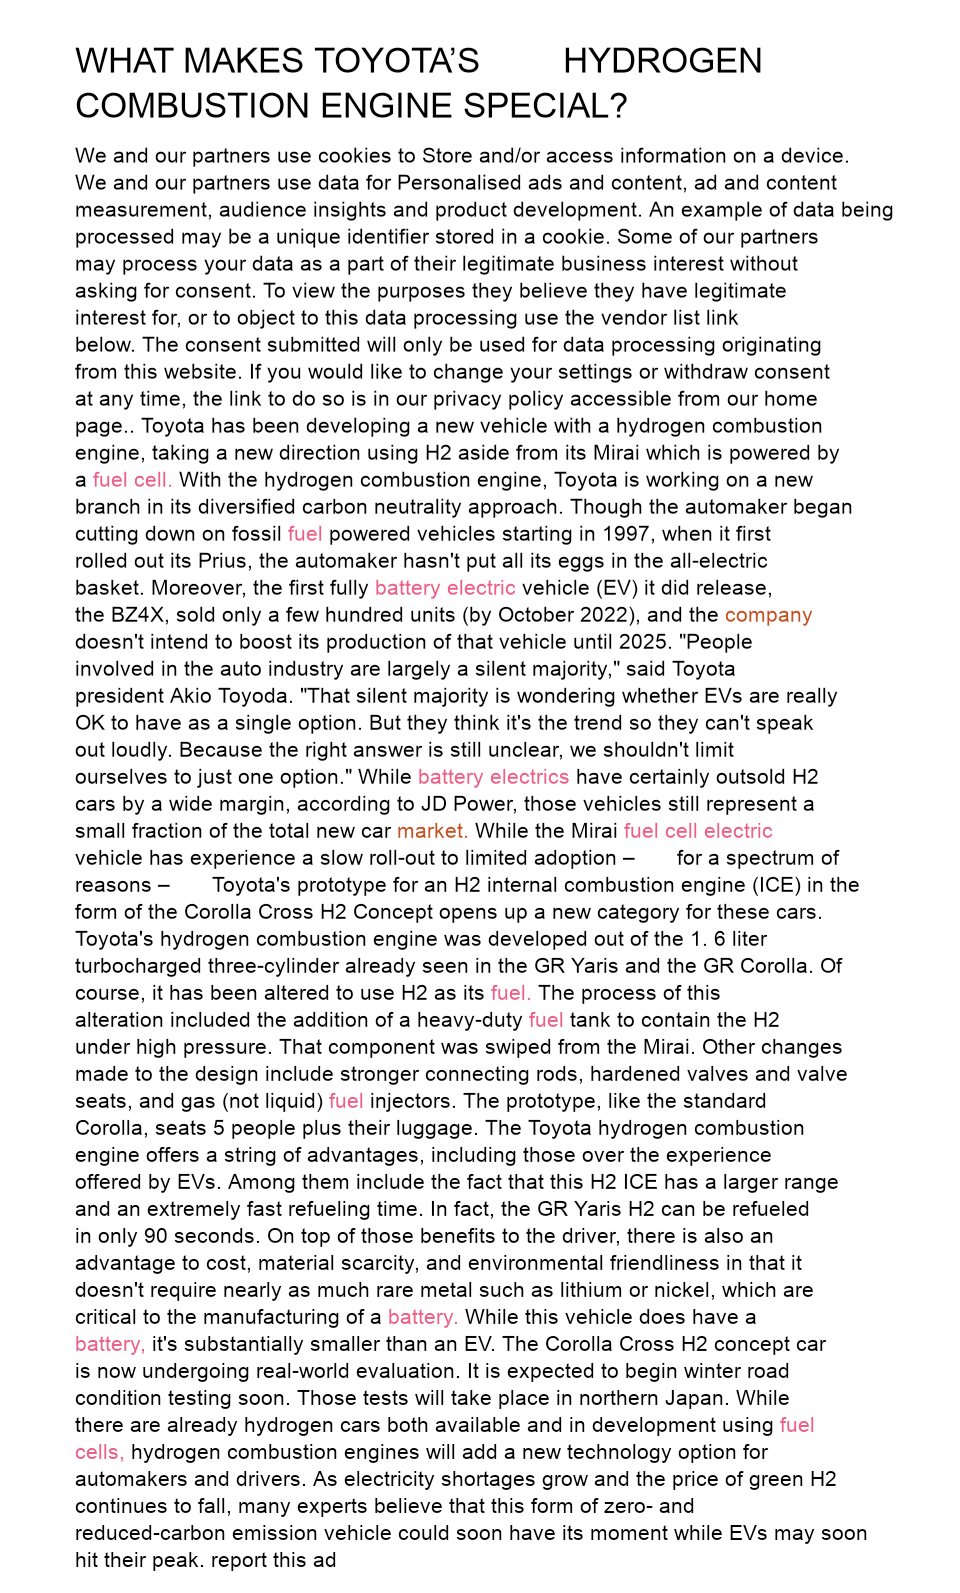 WHAT MAKES TOYOTA’S HYDROGEN
COMBUSTION ENGINE SPECIAL?
We and our partners use cookies to Store and/or access information on a device.
We and our partners use data for Personalised ads and content, ad and content
measurement, audience insights and product development. An example of data being
processed may be a unique identifier stored in a cookie. Some of our partners
may process your data as a part of their legitimate business interest without
asking for consent. To view the purposes they believe they have legitimate
interest for, or to object to this data processing use the vendor list link
below. The consent submitted will only be used for data processing originating
from this website. If you would like to change your settings or withdraw consent
at any time, the link to do so is in our privacy policy accessible from our home
page.. Toyota has been developing a new vehicle with a hydrogen combustion
engine, taking a new direction using H2 aside from its Mirai which is powered by
a fuel cell. With the hydrogen combustion engine, Toyota is working on a new
branch in its diversified carbon neutrality approach. Though the automaker began
cutting down on fossil fuel powered vehicles starting in 1997, when it first
rolled out its Prius, the automaker hasn't put all its eggs in the all-electric
basket. Moreover, the first fully battery electric vehicle (EV) it did release,
the BZ4X, sold only a few hundred units (by October 2022), and the company
doesn't intend to boost its production of that vehicle until 2025. "People
involved in the auto industry are largely a silent majority," said Toyota
president Akio Toyoda. "That silent majority is wondering whether EVs are really
OK to have as a single option. But they think it's the trend so they can't speak
out loudly. Because the right answer is still unclear, we shouldn't limit
ourselves to just one option." While battery electrics have certainly outsold H2
cars by a wide margin, according to JD Power, those vehicles still represent a
small fraction of the total new car market. While the Mirai fuel cell electric
vehicle has experience a slow roll-out to limited adoption – for a spectrum of
reasons – Toyota's prototype for an H2 internal combustion engine (ICE) in the
form of the Corolla Cross H2 Concept opens up a new category for these cars.
Toyota's hydrogen combustion engine was developed out of the 1. 6 liter
turbocharged three-cylinder already seen in the GR Yaris and the GR Corolla. Of
course, it has been altered to use H2 as its fuel. The process of this
alteration included the addition of a heavy-duty fuel tank to contain the H2
under high pressure. That component was swiped from the Mirai. Other changes
made to the design include stronger connecting rods, hardened valves and valve
seats, and gas (not liquid) fuel injectors. The prototype, like the standard
Corolla, seats 5 people plus their luggage. The Toyota hydrogen combustion
engine offers a string of advantages, including those over the experience
offered by EVs. Among them include the fact that this H2 ICE has a larger range
and an extremely fast refueling time. In fact, the GR Yaris H2 can be refueled
in only 90 seconds. On top of those benefits to the driver, there is also an
advantage to cost, material scarcity, and environmental friendliness in that it
doesn't require nearly as much rare metal such as lithium or nickel, which are
critical to the manufacturing of a battery. While this vehicle does have a
battery, it's substantially smaller than an EV. The Corolla Cross H2 concept car
is now undergoing real-world evaluation. It is expected to begin winter road
condition testing soon. Those tests will take place in northern Japan. While
there are already hydrogen cars both available and in development using fuel
cells, hydrogen combustion engines will add a new technology option for
automakers and drivers. As electricity shortages grow and the price of green H2
continues to fall, many experts believe that this form of zero- and
reduced-carbon emission vehicle could soon have its moment while EVs may soon
hit their peak. report this ad